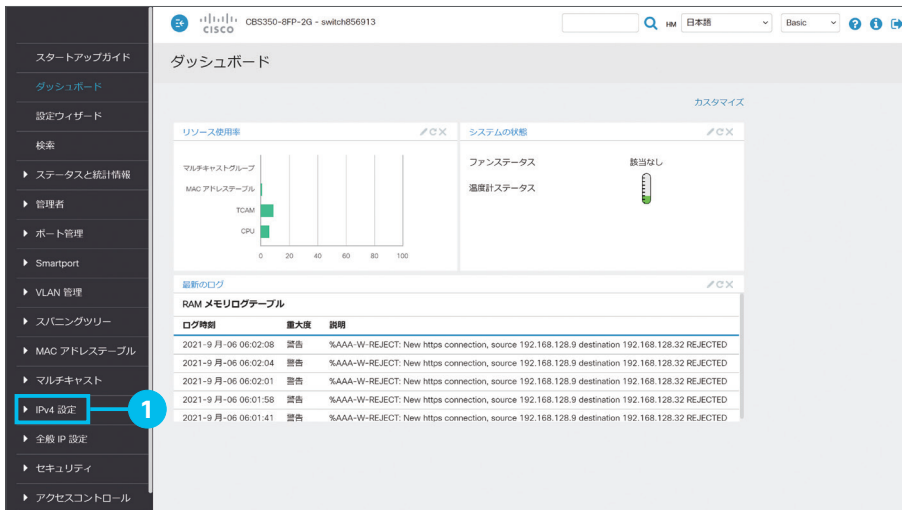 CISCO
CBS350-8FP-2G - switch856913
HM
日本語
Basic
スタートアップガイド
ダッシュボード
設定ウィザード
検索
ステータスと統計情報
管理者
ポート管理
Smartport
VLAN 管理
スパニングツリー
MAC アドレステーブル
マルチキャスト
IPv4 設定
1
全般 IP 設定
セキュリティ
アクセスコントロール
ダッシュボード
カスタマイズ
リソース使用率
マルチキャストグループ
MAC アドレステーブル
TCAM
CPU
0 20 40 60 80 100
システムの状態
ファンステータス 該当なし
温度計ステータス
最新のログ
RAM メモリログテーブル
ログ時刻 重大度 説明
2021-9 月-06 06:02:08 警告 %AAA-W-REJECT: New https connection, source 192.168.128.9 destination 192.168.128.32 REJECTED
2021-9 月-06 06:02:04 警告 %AAA-W-REJECT: New https connection, source 192.168.128.9 destination 192.168.128.32 REJECTED
2021-9 月-06 06:02:01 警告 %AAA-W-REJECT: New https connection, source 192.168.128.9 destination 192.168.128.32 REJECTED
2021-9 月-06 06:01:58 警告 %AAA-W-REJECT: New https connection, source 192.168.128.9 destination 192.168.128.32 REJECTED
2021-9 月-06 06:01:41 警告 %AAA-W-REJECT: New https connection, source 192.168.128.9 destination 192.168.128.32 REJECTED